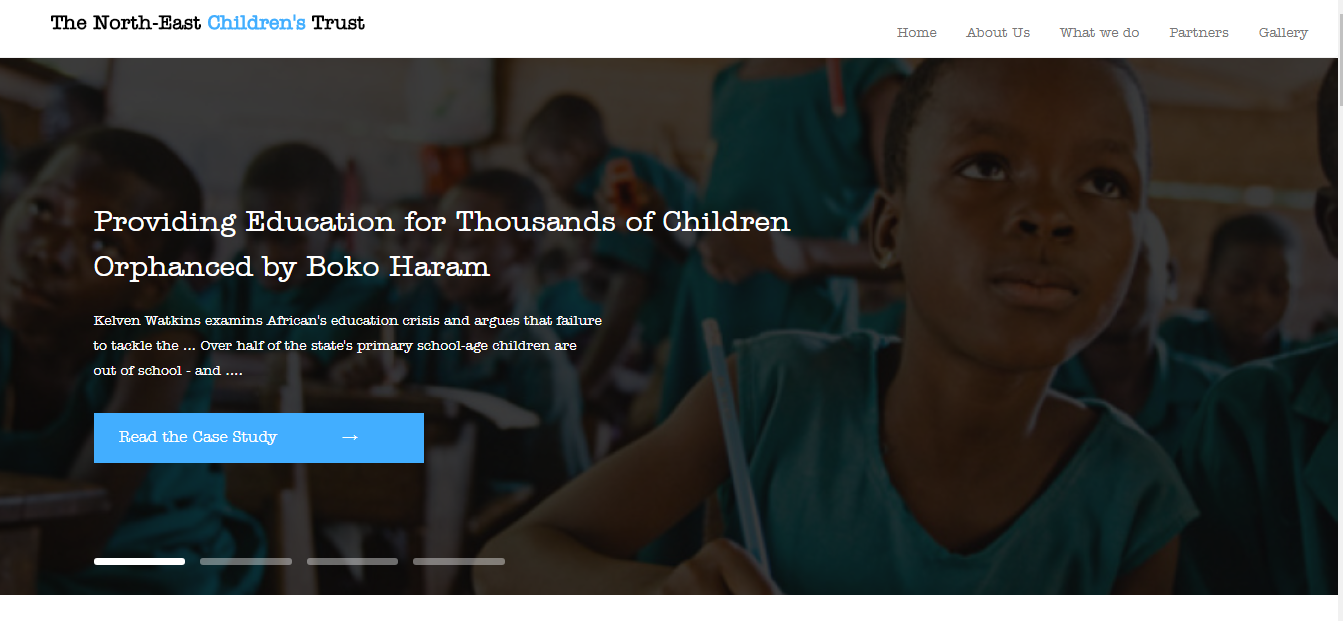 The North-East Children's Trust
Home About Us What we do Partners Gallery
Providing Education for Thousands of Children
Orphanced by Boko Haram
Kelven Watkins examines African's education crisis and argues that failure
to tackle the ... Over half of the state's primary school-age children are
out of school - and ....
Read the Case Study →